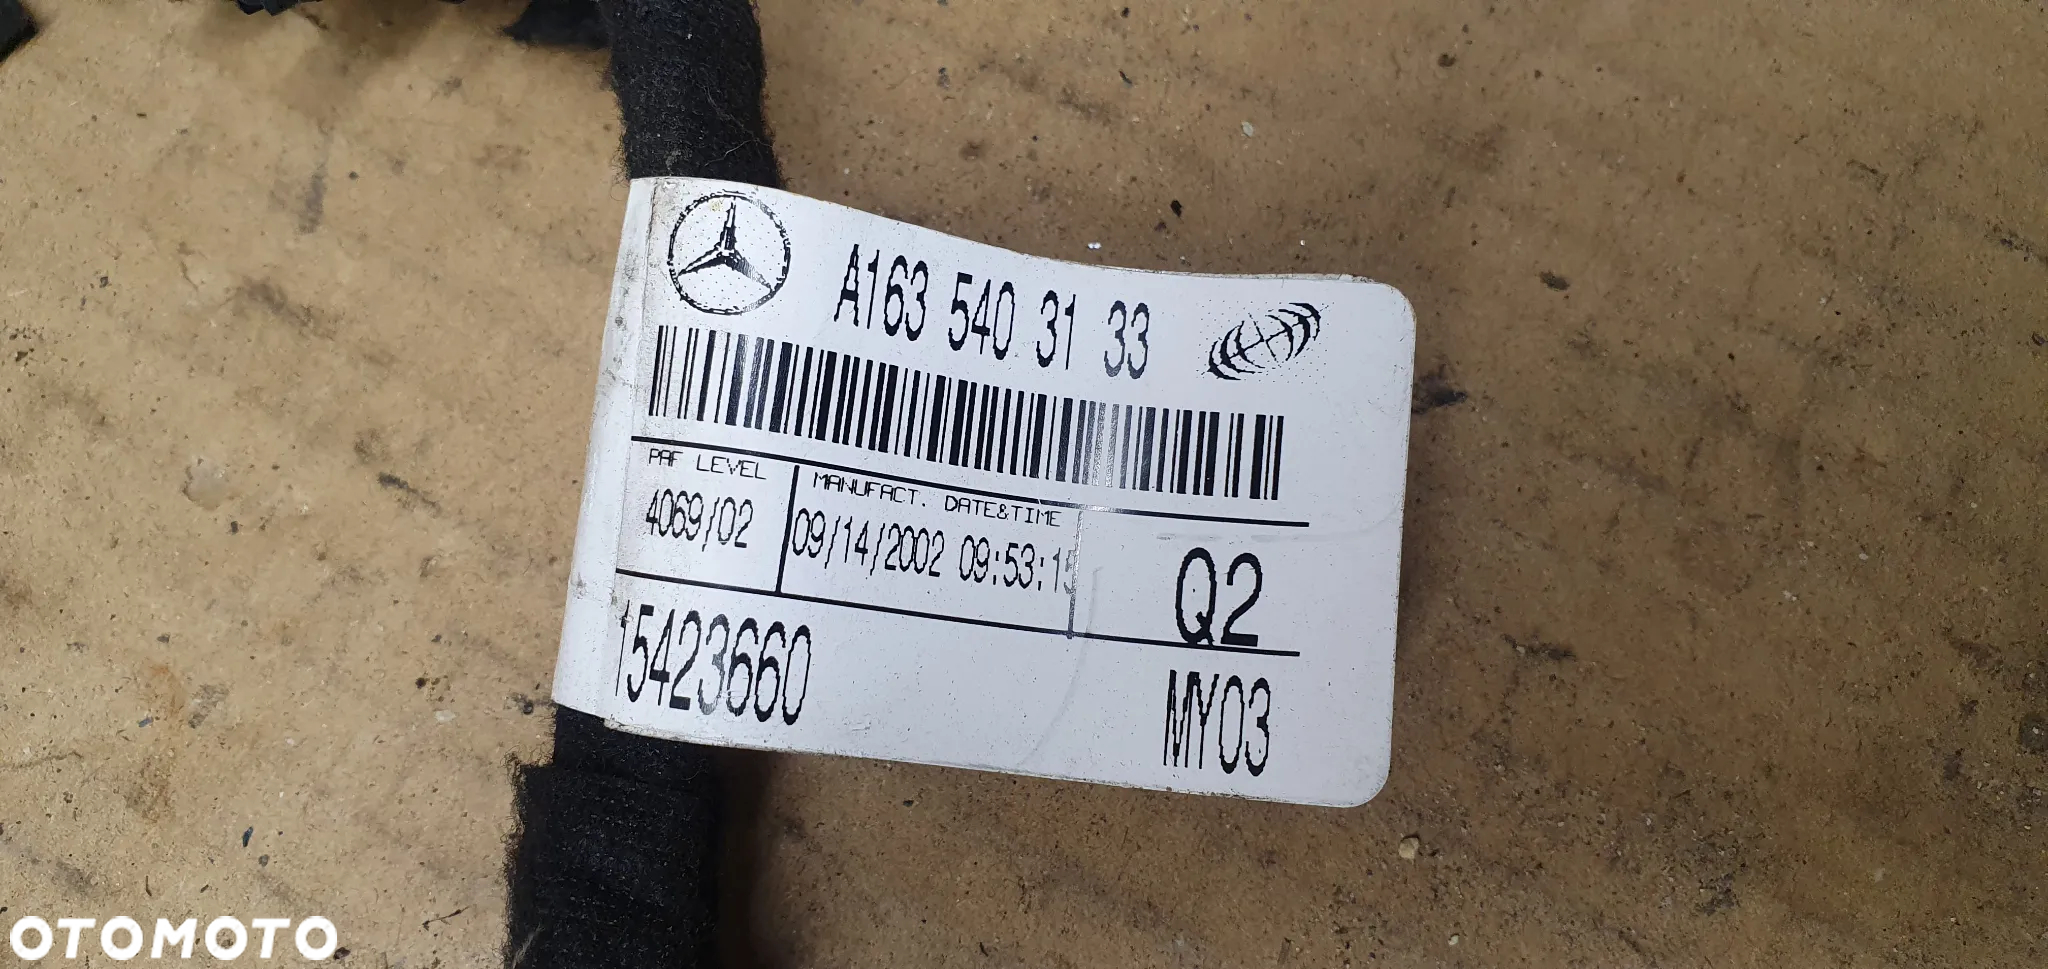 A163 540 31 33
PAF LEVEL
MANUFACT. DATE&TIME
4069/02
09/14/2002 09:53:15
Q2
15423660
MY03
OTOMOTO